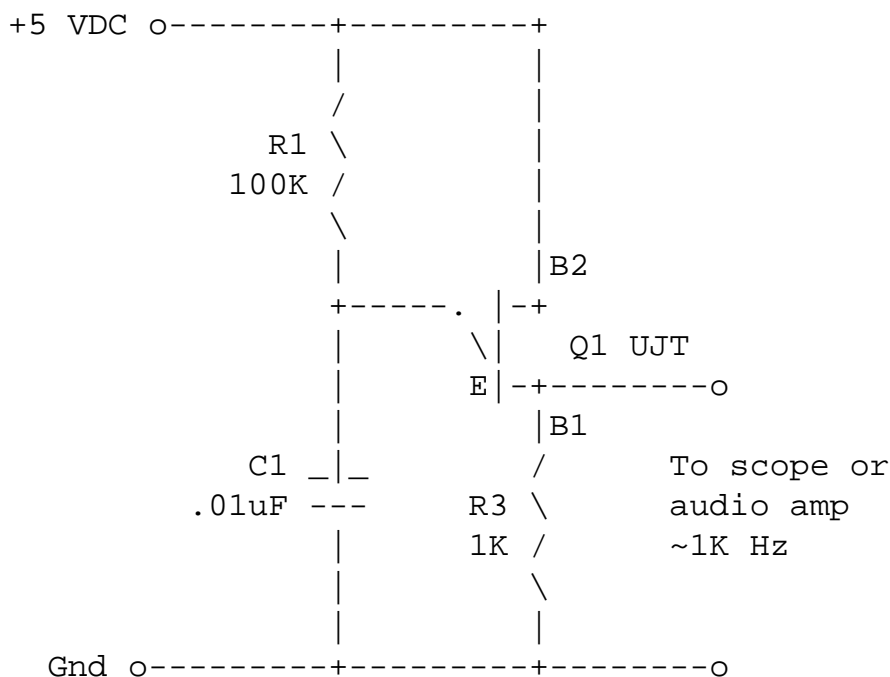 +5 VDC
R1
100K
B2
Q1 UJT
E
B1
C1
.01uF
R3
1K
To scope or
audio amp
~1K Hz
Gnd